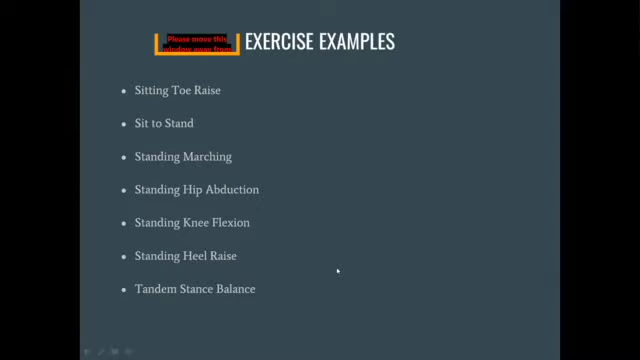 Please move this
window away from
EXERCISE EXAMPLES
Sitting Toe Raise
Sit to Stand
Standing Marching
Standing Hip Abduction
Standing Knee Flexion
Standing Heel Raise
Tandem Stance Balance